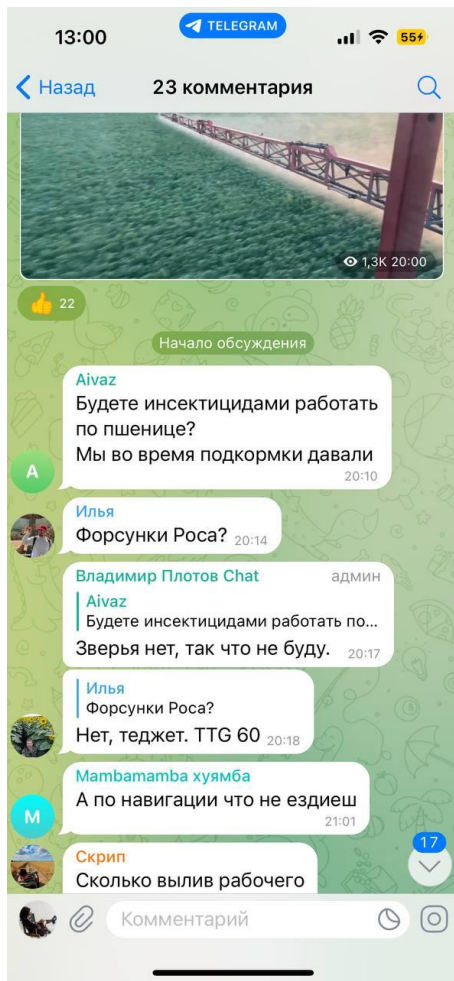 13:00
TELEGRAM
55
Назад
23 комментария
1,3K 20:00
22
Начало обсуждения
Aivaz
Будете инсектицидами работать
по пшенице?
Мы во время подкормки давали
20:10
A
Илья
Форсунки Роса? 20:14
Владимир Плотов Chat админ
Aivaz
Будете инсектицидами работать по...
Зверья нет, так что не буду. 20:17
Илья
Форсунки Роса?
Нет, теджет. TTG 60 20:18
Mambamamba хуямба
А по навигации что не ездиеш
21:01
M
17
Скрип
Сколько вылив рабочего
Комментарий